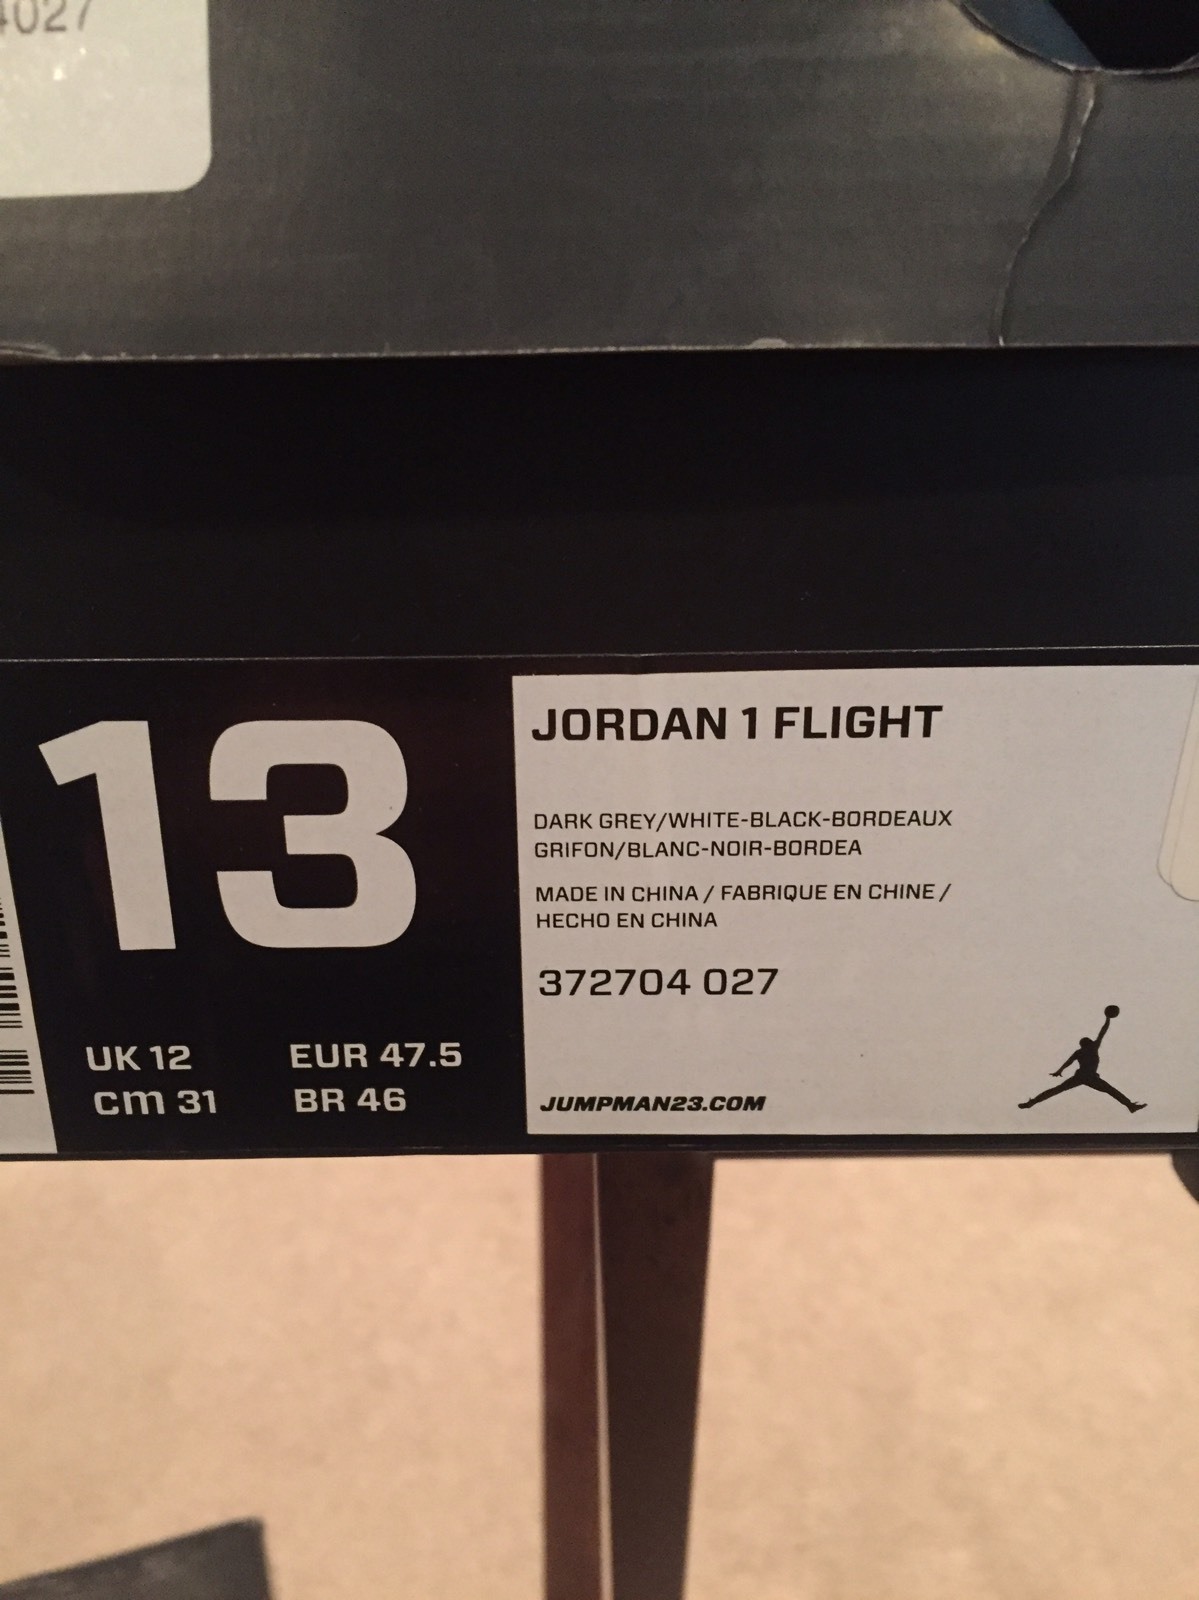 4027
13
UK 12 EUR 47.5
cm 31 BR 46
JORDAN 1 FLIGHT
DARK GREY/WHITE-BLACK-BORDEAUX
GRIFON/BLANC-NOIR-BORDEA
MADE IN CHINA / FABRIQUE EN CHINE /
HECHO EN CHINA
372704 027
JUMPMAN23.COM